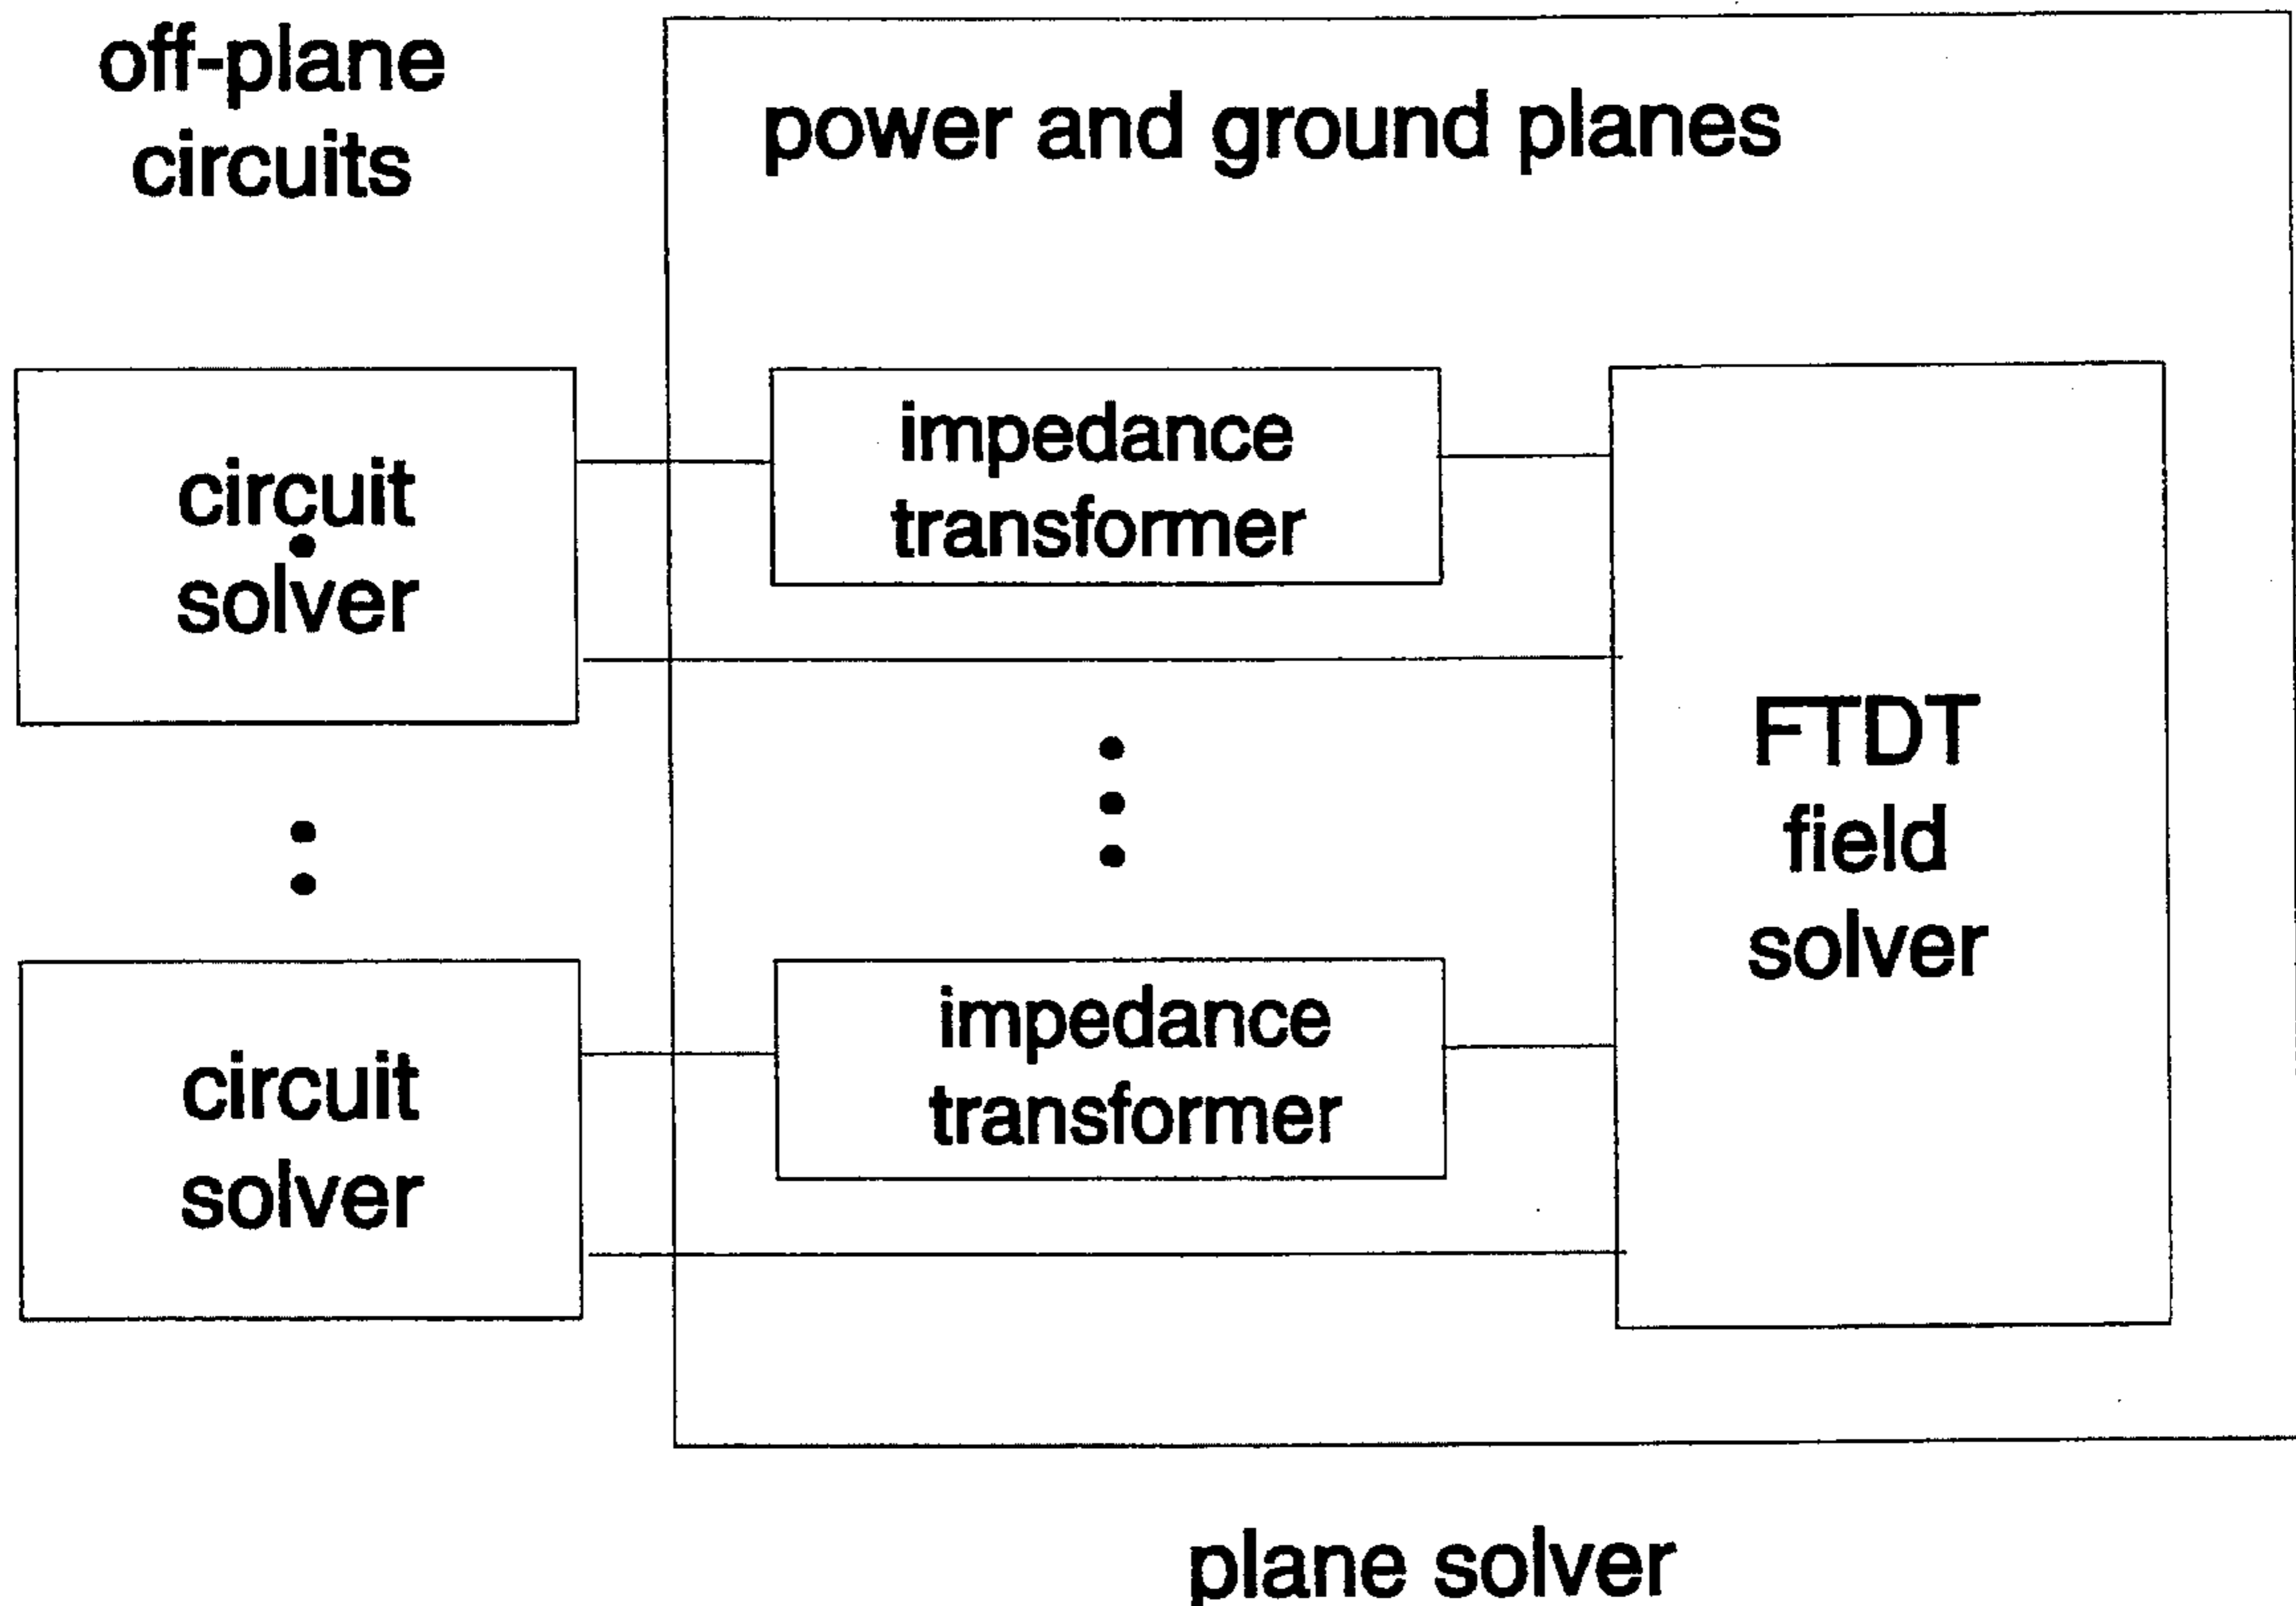 off-plane
circuits
power and ground planes
circuit
solver
impedance
transformer
FTDT
field
solver
circuit
solver
impedance
transformer
plane solver